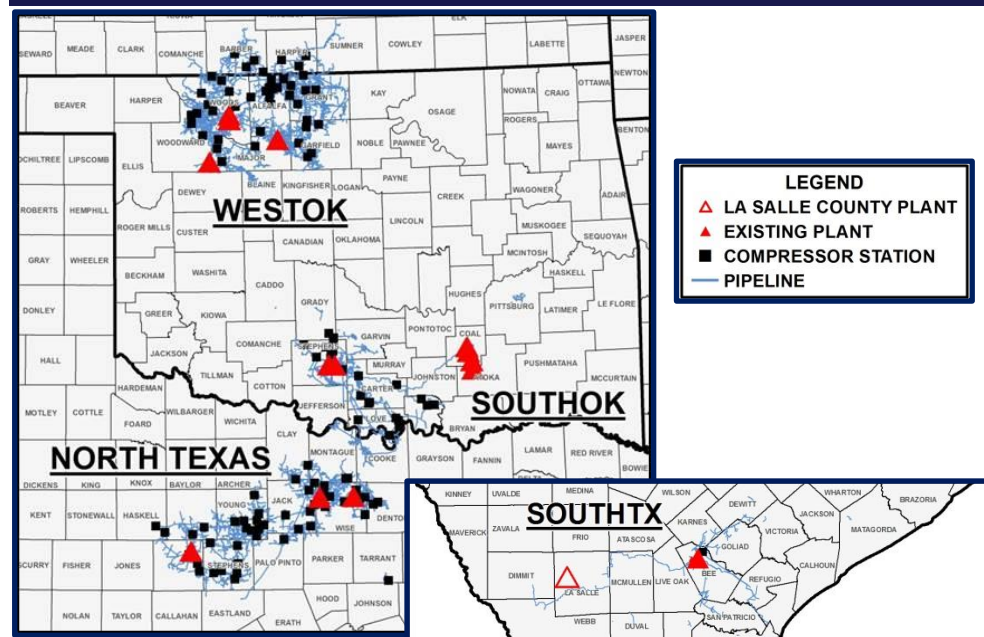 ELK
SEWARD MEADE CLARK COMANCHE BARBER HARPER SUMNER COWLEY LABETTE JASPER
NEWTON
BEAVER HARPER WOODS ALFALFA GRANT KAY OSAGE NOWATA CRAIG OTTAWA
ROGERS
WOODWARD MAJOR GARFIELD NOBLE PAWNEE MAYES BENTON
OCHILTREE LIPSCOMB ELLIS
DEWEY BLAINE KINGFISHER LOGAN PAYNE CREEK WAGONER ADAIR
ROBERTS HEMPHILL WESTOK
ROGER MILLS CUSTER CANADIAN OKLAHOMA LINCOLN MUSKOGEE SEQUOYAH
MCINTOSH
GRAY WHEELER BECKHAM WASHITA CADDO HASKELL
DONLEY GREER KIOWA GRADY HUGHES PITTSBURG LATIMER LE FLORE
HALL JACKSON COMANCHE STEPHENS GARVIN PONTOTOC COAL
TILLMAN COTTON MURRAY JOHNSTON ATOKA PUSHMATAHA MCCURTAIN
HARDEMAN JEFFERSON CARTER
MOTLEY COTTLE FOARD WILBARGER WICHITA LOVE SOUTHOK
CLAY BRYAN
NORTH TEXAS MONTAGUE COOKE GRAYSON FANNIN LAMAR RED RIVER
BOWIE
DICKENS KING KNOX BAYLOR ARCHER
KENT STONEWALL HASKELL YOUNG JACK WISE DENTO
SCURRY FISHER JONES STEPHENS PALO PINTO PARKER TARRANT
NOLAN TAYLOR CALLAHAN EASTLAND ERATH HOOD JOHNSON
LEGEND
LA SALLE COUNTY PLANT
EXISTING PLANT
COMPRESSOR STATION
PIPELINE
KINNEY UVALDE MEDINA WILSON DEWITT WHARTON BRAZORIA
SOUTHTX
MAVERICK ZAVALA FRIO ATASCOSA KARNES GOLIAD VICTORIA JACKSON MATAGORDA
DIMMIT LA SALLE MCMULLEN LIVE OAK BEE REFUGIO CALHOUN
WEBB DUVAL SAN PATRICIO